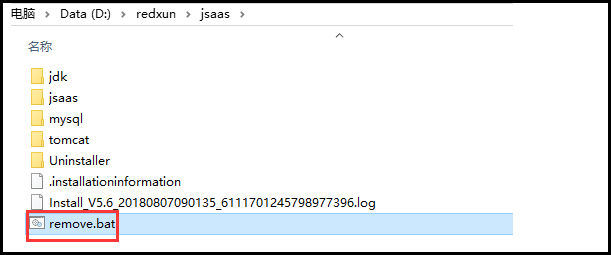 电脑 › Data (D:) › redxun › jsaas ›
名称
jdk
jsaas
mysql
tomcat
Uninstaller
.installationinformation
Install_V5.6_20180807090135_6111701245798977396.log
remove.bat